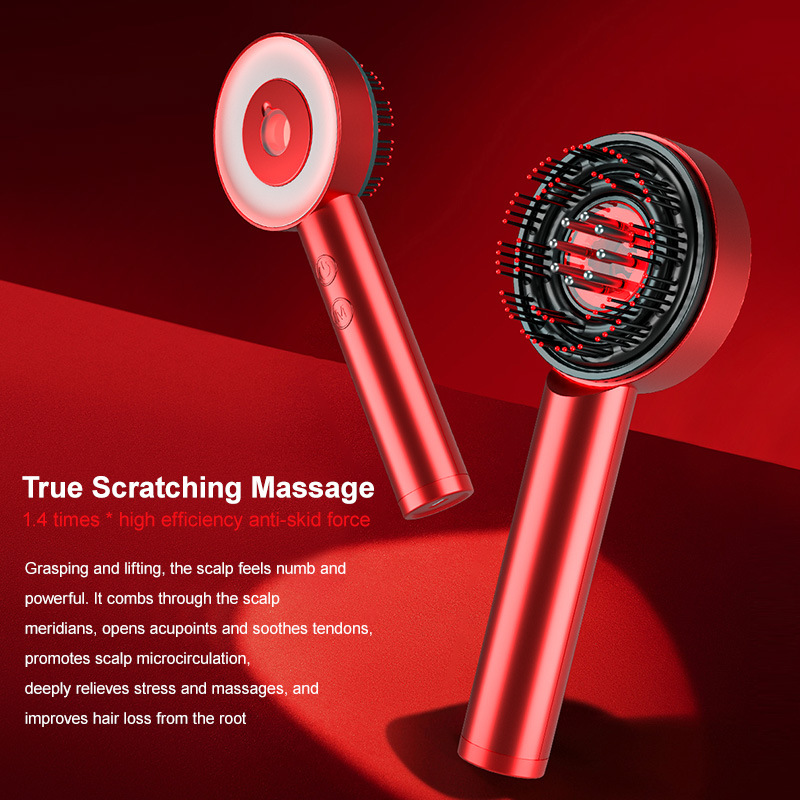 True Scratching Massage
1.4 times * high efficiency anti-skid force
Grasping and lifting, the scalp feels numb and
powerful. It combs through the scalp
meridians, opens acupoints and soothes tendons,
promotes scalp microcirculation,
deeply relieves stress and massages, and
improves hair loss from the root
M